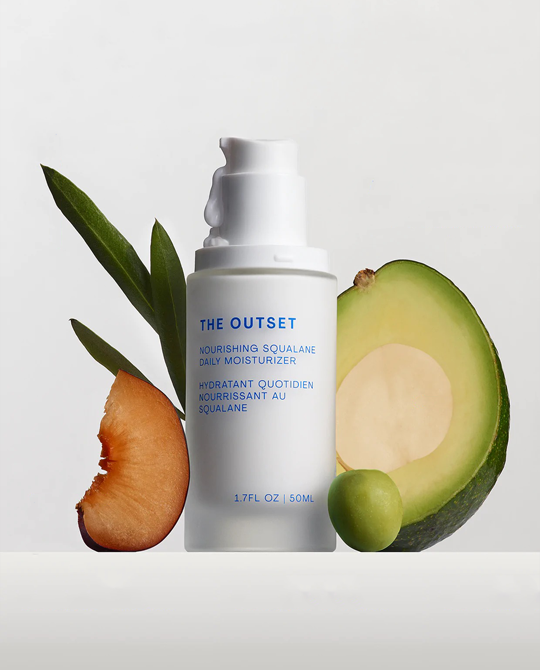 THE OUTSET
NOURISHING SQUALANE
DAILY MOISTURIZER
HYDRATANT QUOTIDIEN
NOURRISSANT AU
SQUALANE
1.7FL OZ | 50ML